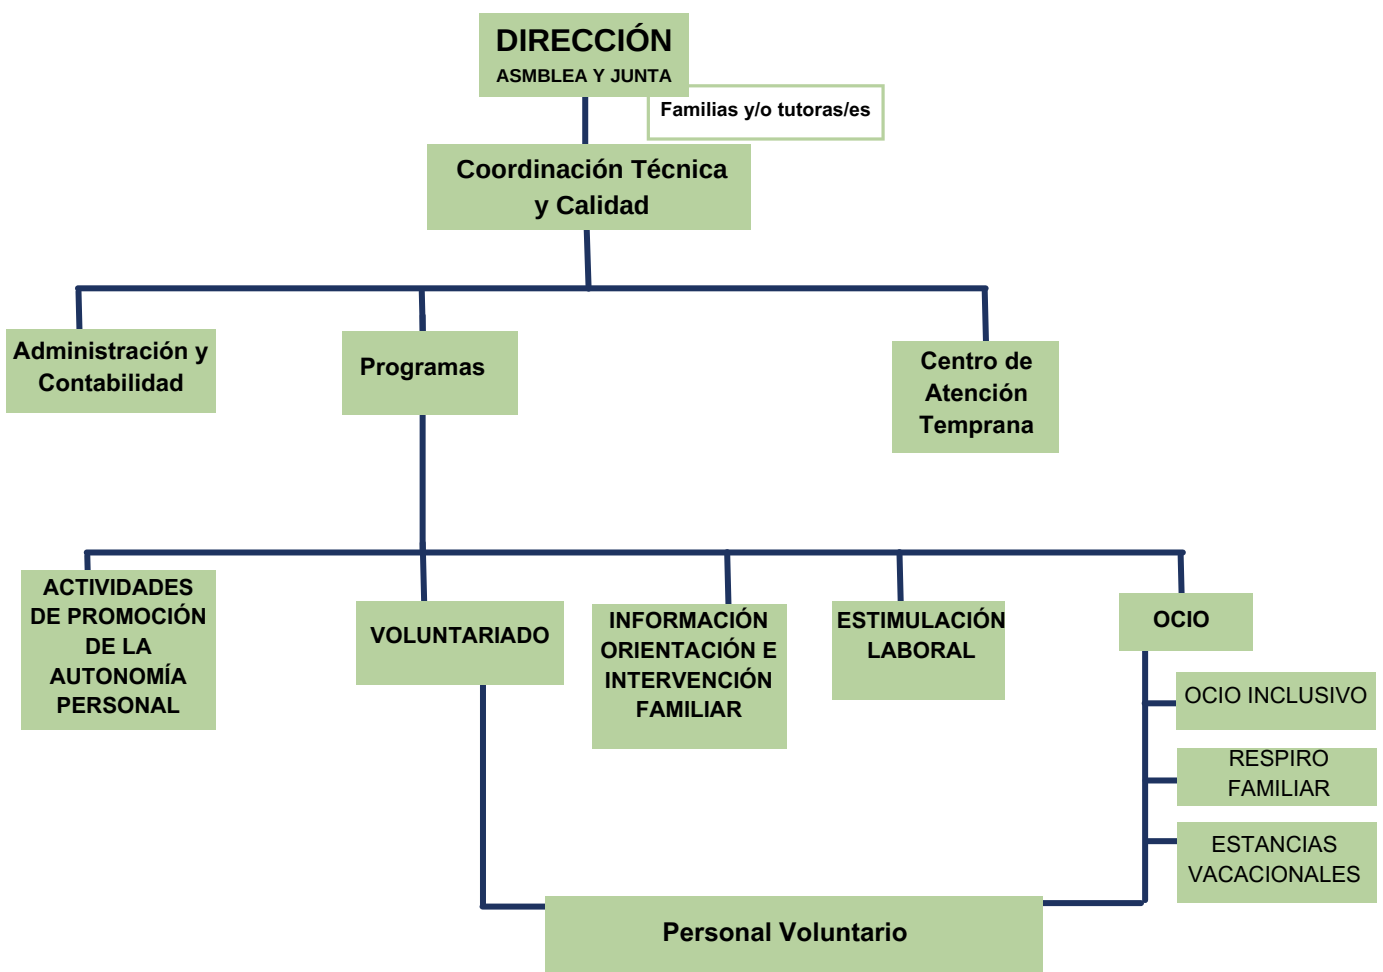 DIRECCIÓN
ASMBLEA Y JUNTA
Familias y/o tutoras/es
Coordinación Técnica
y Calidad
Administración y
Contabilidad
Programas
Centro de
Atención
Temprana
ACTIVIDADES
DE PROMOCIÓN
DE LA
AUTONOMÍA
PERSONAL
VOLUNTARIADO
INFORMACIÓN
ORIENTACIÓN E
INTERVENCIÓN
FAMILIAR
ESTIMULACIÓN
LABORAL
OCIO
OCIO INCLUSIVO
RESPIRO
FAMILIAR
ESTANCIAS
VACACIONALES
Personal Voluntario